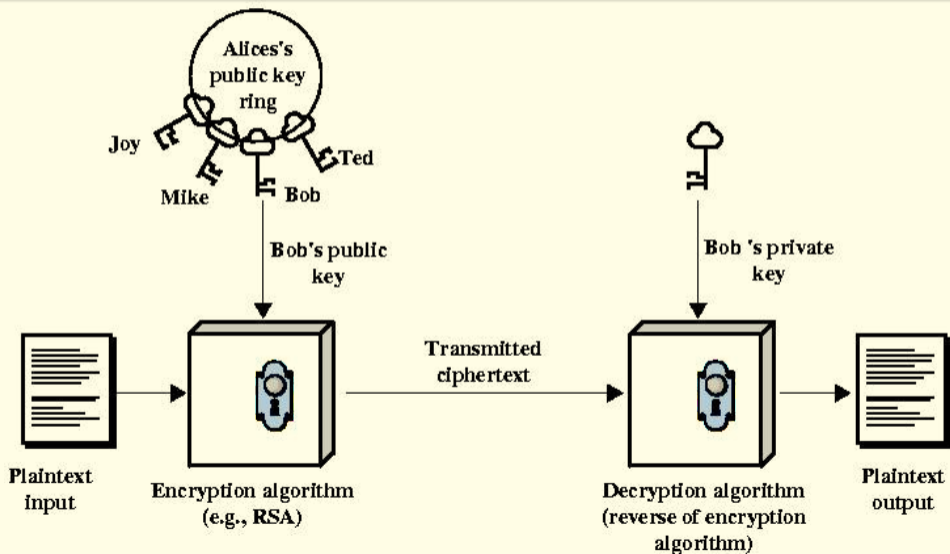 Alices's
public key
ring
Joy
Mike
Bob
Ted
Bob's public
key
Bob 's private
key
Transmitted
ciphertext
Plaintext
input
Encryption algorithm
(e.g., RSA)
Decryption algorithm
(reverse of encryption
algorithm)
Plaintext
output